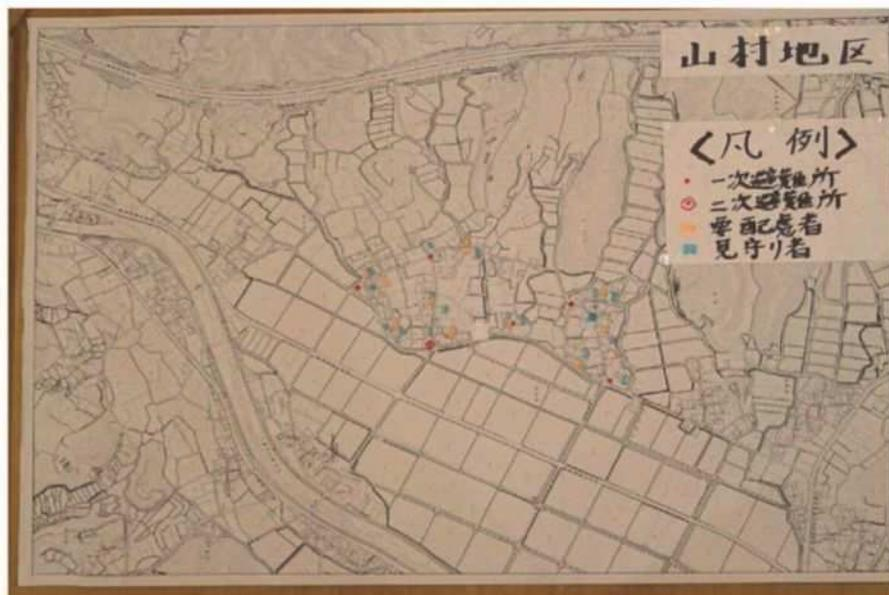 山村地区
<凡例>
一次避難所
二次避難所
要配慮者
見守り者